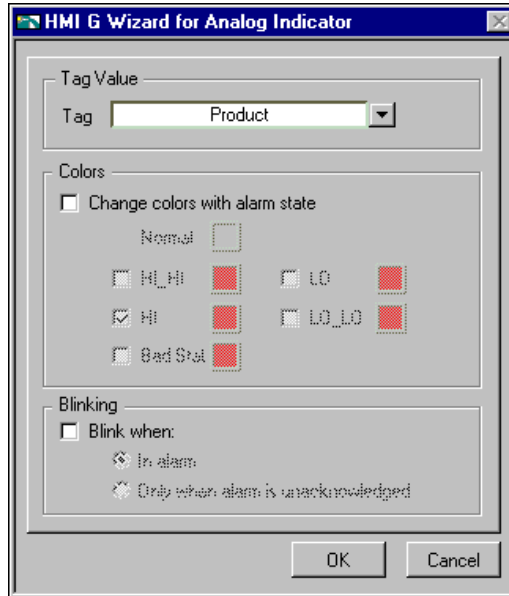 HMI G Wizard for Analog Indicator
Tag Value
Tag Product
Colors
Change colors with alarm state
Normal
HI_HI LO
HI LO_LO
Bad Stat
Blinking
Blink when:
In alarm
Only when alarm is unacknowledged
OK Cancel